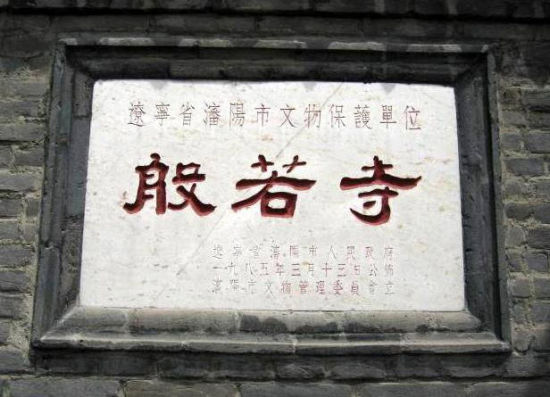 遼寧省瀋陽市文物保護單位
般若寺
遼寧省瀋陽市人民政府
一九八五年三月十三日公佈
瀋陽市文物管理委員會立